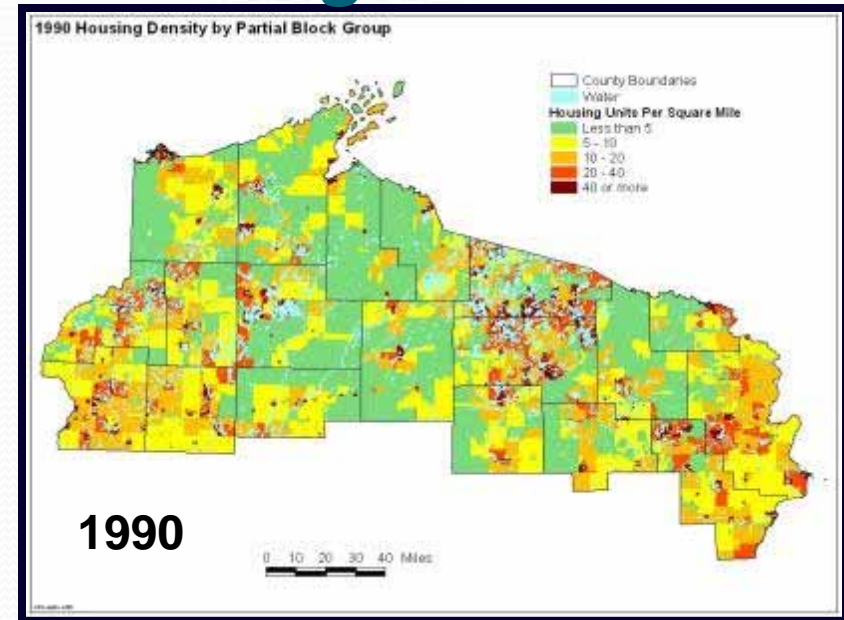 1990 Housing Density by Partial Block Group
County Boundaries
Water
Housing Units Per Square Mile
Less than 5
5 - 10
10 - 20
20 - 40
40 or more
1990
0 10 20 30 40 Miles